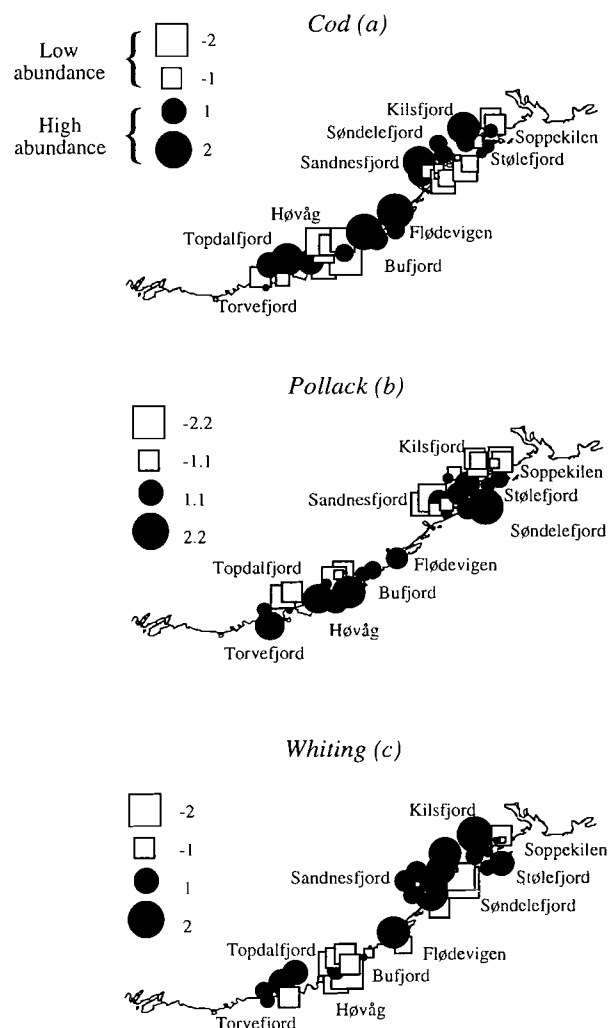 Cod (a)
Low
abundance
-2
-1
High
abundance
1
2
Kilsfjord
Søndelefjord
Soppekilen
Sandnesfjord
Stølefjord
Høvåg
Topdalfjord
Flødevigen
Bufjord
Torvefjord
Pollack (b)
-2.2
-1.1
1.1
2.2
Kilsfjord
Soppekilen
Sandnesfjord
Stølefjord
Søndelefjord
Topdalfjord
Flødevigen
Bufjord
Høvåg
Torvefjord
Whiting (c)
-2
-1
1
2
Kilsfjord
Soppekilen
Sandnesfjord
Stølefjord
Søndelefjord
Topdalfjord
Flødevigen
Bufjord
Høvåg
Torvefjord